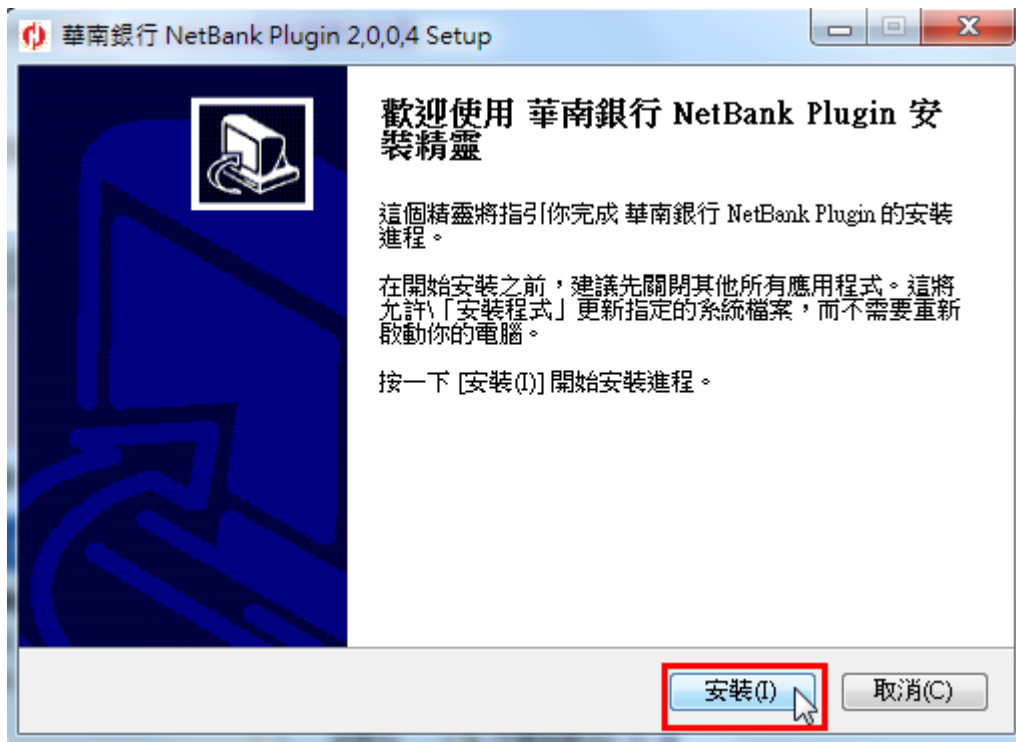 華南銀行 NetBank Plugin 2,0,0,4 Setup
歡迎使用 華南銀行 NetBank Plugin 安
裝精靈
這個精靈將指引你完成 華南銀行 NetBank Plugin 的安裝
進程。
在開始安裝之前，建議先關閉其他所有應用程式。這將
允許\「安裝程式」更新指定的系統檔案，而不需要重新
啟動你的電腦。
按一下 [安裝(I)] 開始安裝進程。
安裝(I)
取消(C)